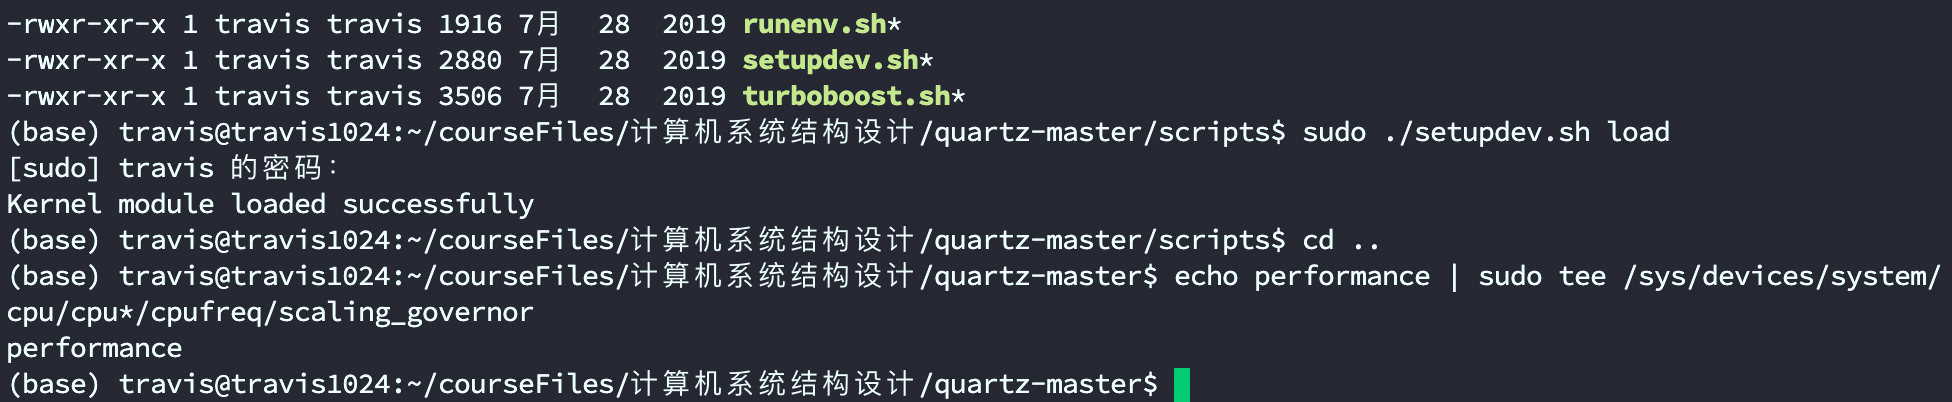 -rwxr-xr-x 1 travis travis 1916 7月  28  2019 runenv.sh*
-rwxr-xr-x 1 travis travis 2880 7月  28  2019 setupdev.sh*
-rwxr-xr-x 1 travis travis 3506 7月  28  2019 turboboost.sh*
(base) travis@travis1024:~/courseFiles/计算机系统结构设计/quartz-master/scripts$ sudo ./setupdev.sh load
[sudo] travis 的密码：
Kernel module loaded successfully
(base) travis@travis1024:~/courseFiles/计算机系统结构设计/quartz-master/scripts$ cd ..
(base) travis@travis1024:~/courseFiles/计算机系统结构设计/quartz-master$ echo performance | sudo tee /sys/devices/system/
cpu/cpu*/cpufreq/scaling_governor
performance
(base) travis@travis1024:~/courseFiles/计算机系统结构设计/quartz-master$